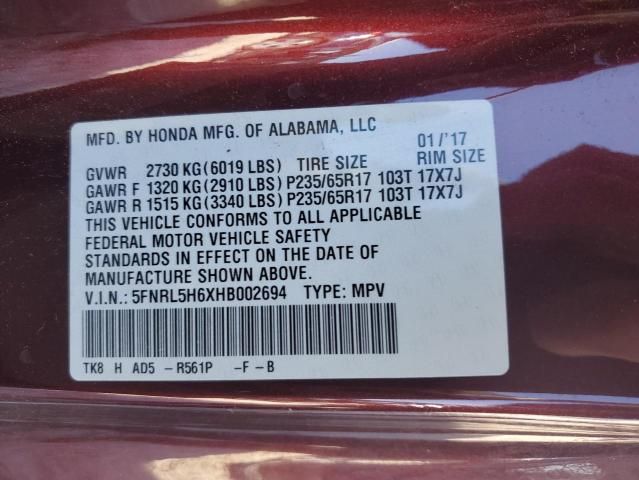 MFD. BY HONDA MFG. OF ALABAMA, LLC
01/'17
GVWR 2730 KG(6019 LBS) TIRE SIZE RIM SIZE
GAWR F 1320 KG(2910 LBS) P235/65R17 103T 17X7J
GAWR R 1515 KG(3340 LBS) P235/65R17 103T 17X7J
THIS VEHICLE CONFORMS TO ALL APPLICABLE
FEDERAL MOTOR VEHICLE SAFETY
STANDARDS IN EFFECT ON THE DATE OF
MANUFACTURE SHOWN ABOVE.
V.I.N.: 5FNRL5H6XHB002694 TYPE: MPV
TK8 H AD5 -R561P -F-B